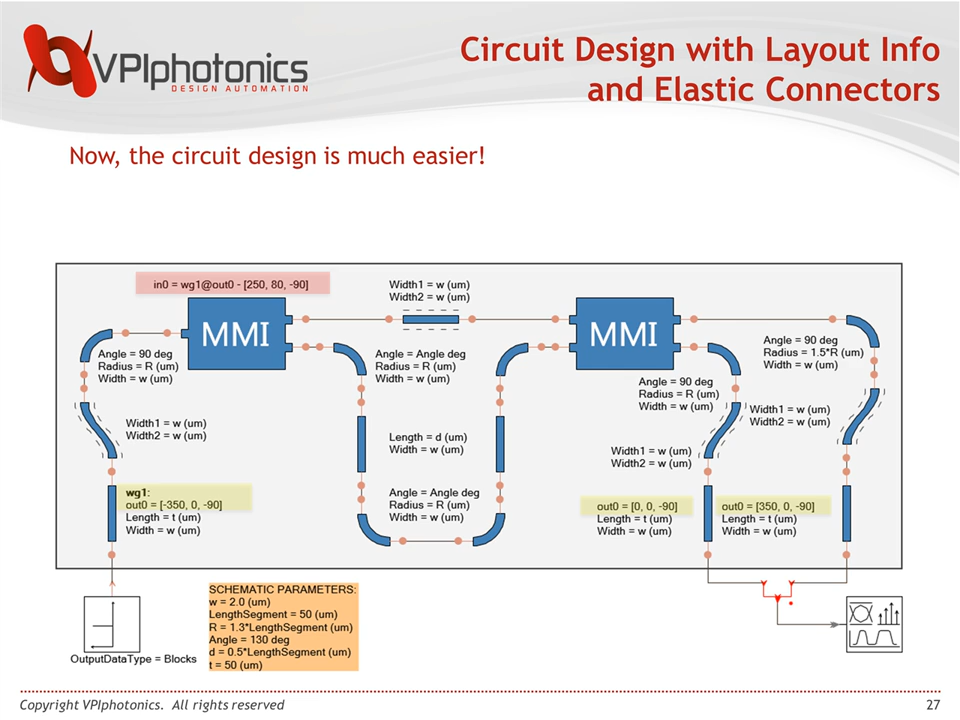 VPIphotonics
DESIGN AUTOMATION
Circuit Design with Layout Info
and Elastic Connectors
Now, the circuit design is much easier!
in0 = wg1@out0 - [250, 80, -90]
Width1 = w (um)
Width2 = w (um)
MMI
MMI
Angle = 90 deg
Radius = R (um)
Width = w (um)
Angle = Angle deg
Radius = R (um)
Width = w (um)
Angle = 90 deg
Radius = 1.5*R (um)
Width = w (um)
Angle = 90 deg
Radius = R (um)
Width = w (um)
Width1 = w (um)
Width2 = w (um)
Width1 = w (um)
Width2 = w (um)
Length = d (um)
Width = w (um)
Width1 = w (um)
Width2 = w (um)
wg1:
out0 = [-350, 0, -90]
Length = t (um)
Width = w (um)
Angle = Angle deg
Radius = R (um)
Width = w (um)
out0 = [0, 0, -90]
Length = t (um)
Width = w (um)
out0 = [350, 0, -90]
Length = t (um)
Width = w (um)
OutputDataType = Blocks
SCHEMATIC PARAMETERS:
w = 2.0 (um)
LengthSegment = 50 (um)
R = 1.3*LengthSegment (um)
Angle = 130 deg
d = 0.5*LengthSegment (um)
t = 50 (um)
Copyright VPIphotonics. All rights reserved
27